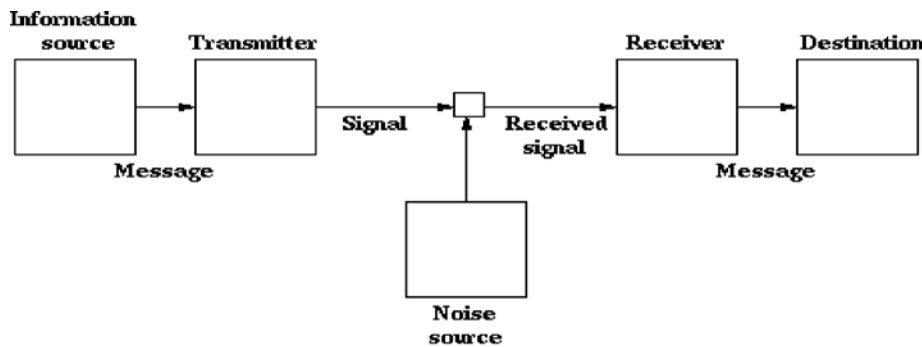 Information
source
Transmitter
Receiver
Destination
Signal
Received
signal
Message
Message
Noise
source